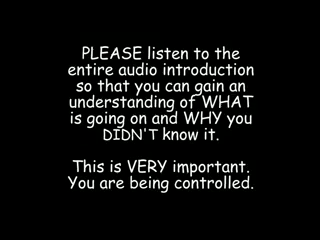 PLEASE listen to the
entire audio introduction
so that you can gain an
understanding of WHAT
is going on and WHY you
DIDN'T know it.
This is VERY important.
You are being controlled.